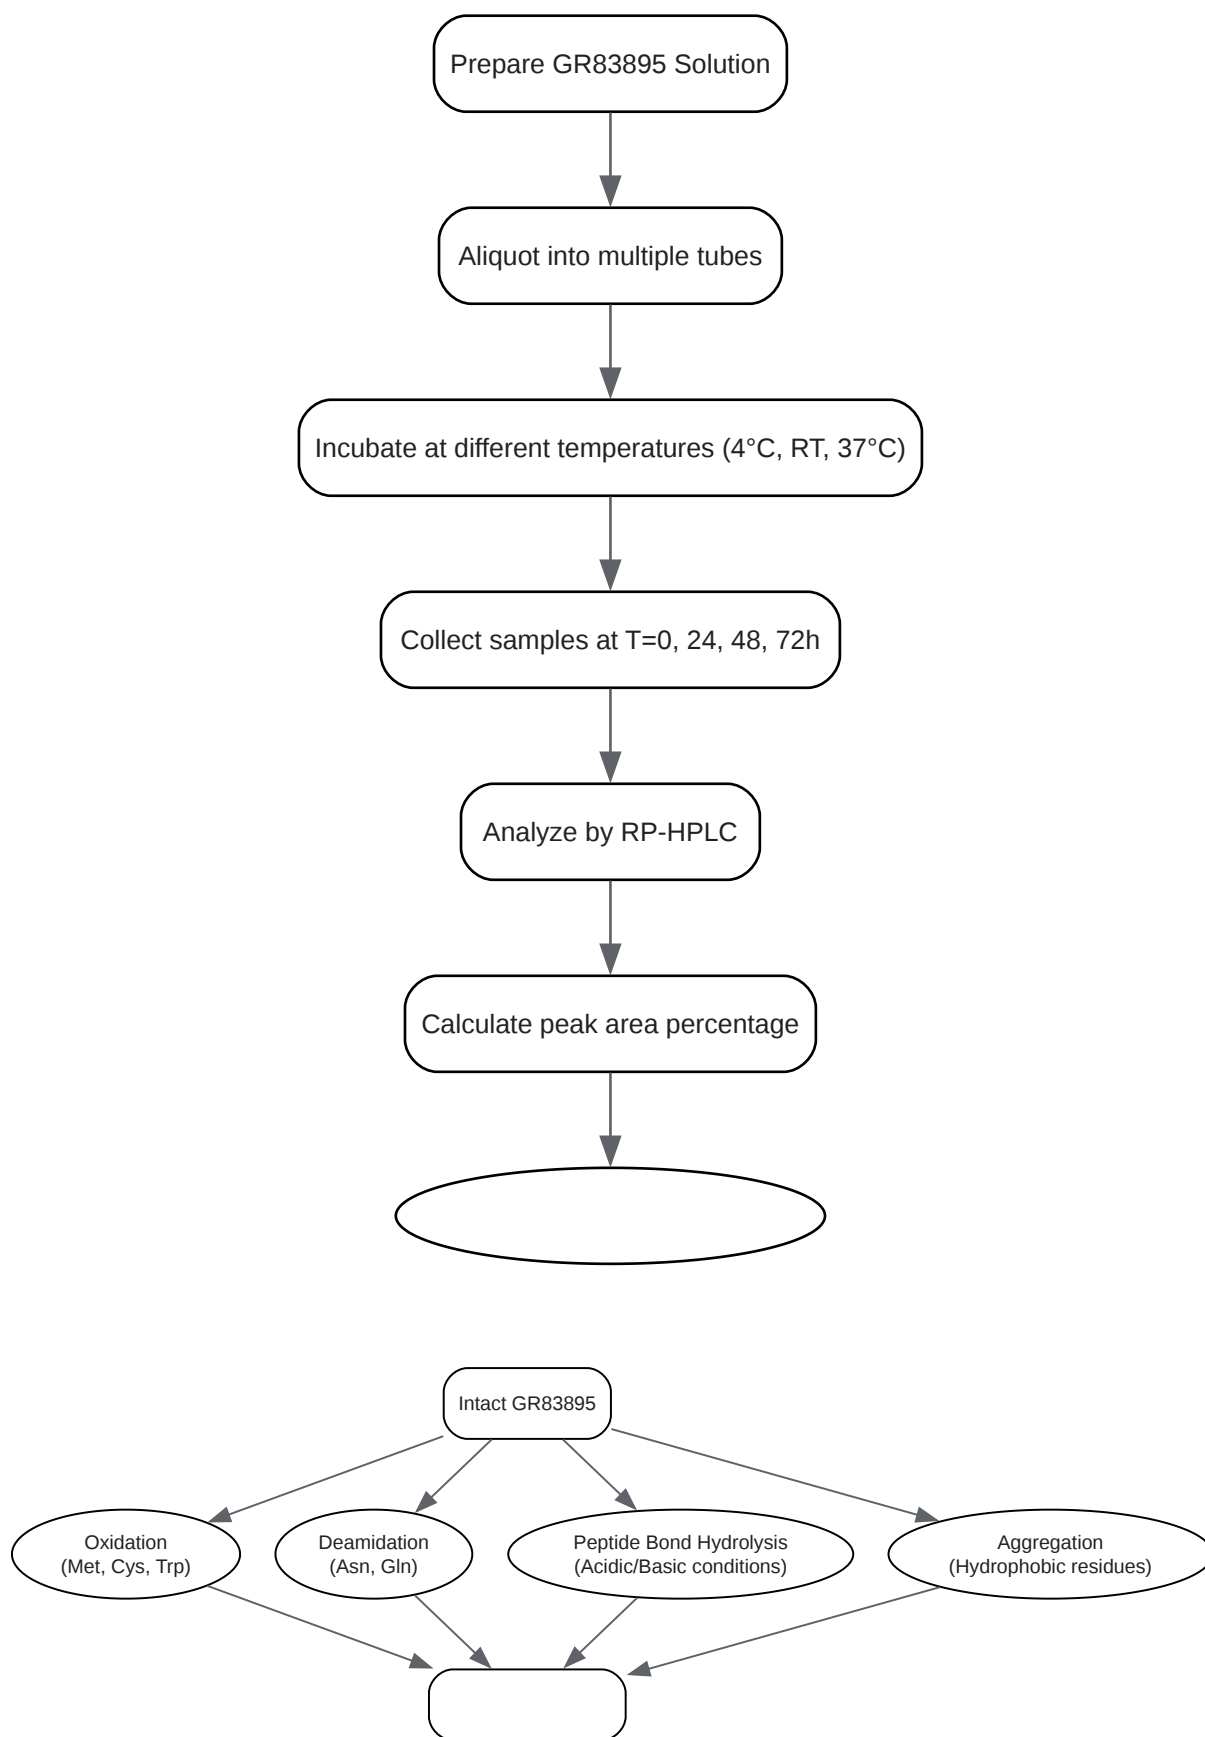 Prepare GR83895 Solution
Aliquot into multiple tubes
Incubate at different temperatures (4°C, RT, 37°C)
Collect samples at T=0, 24, 48, 72h
Analyze by RP-HPLC
Calculate peak area percentage
Intact GR83895
Oxidation
(Met, Cys, Trp)
Deamidation
(Asn, Gln)
Peptide Bond Hydrolysis
(Acidic/Basic conditions)
Aggregation
(Hydrophobic residues)